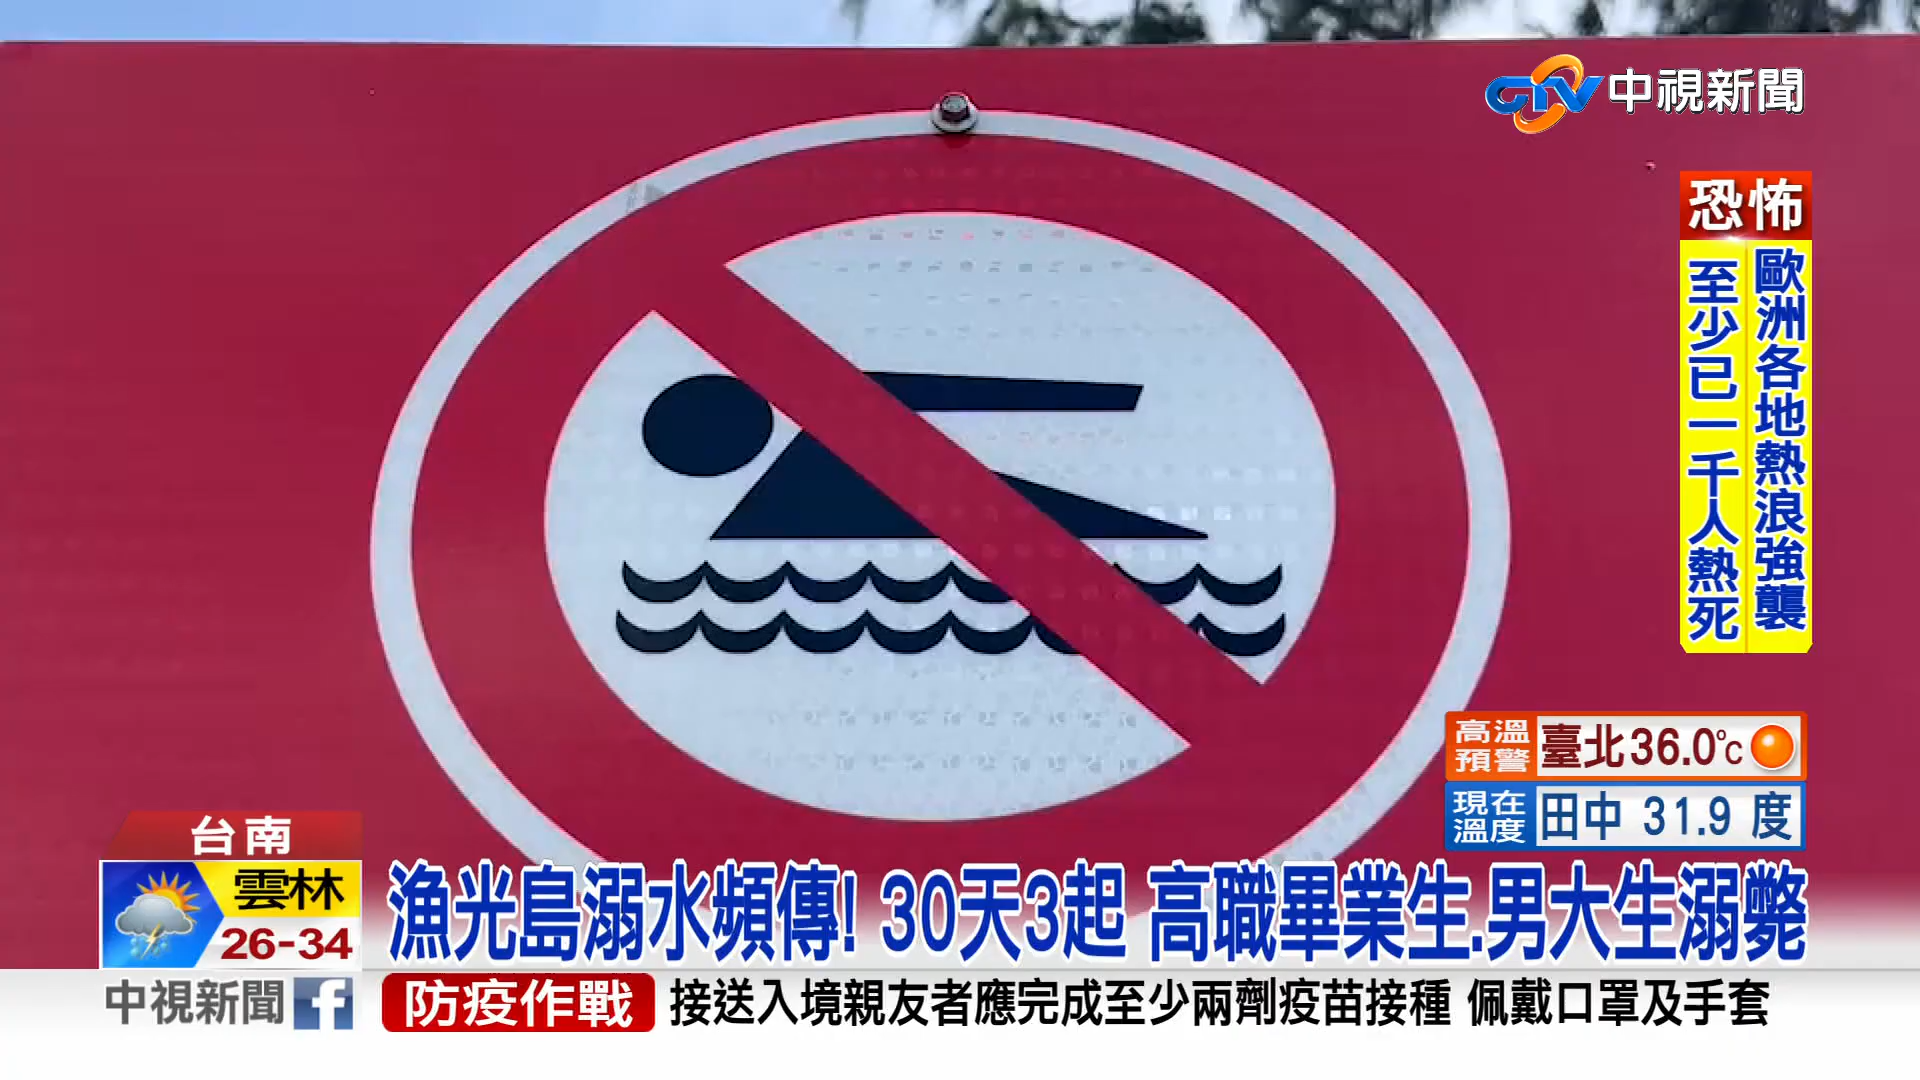 CTV 中視新聞
恐怖
歐洲各地熱浪強襲
至少已一千人熱死
高溫預警 臺北36.0℃
現在溫度 田中 31.9 度
台南
雲林
26-34
漁光島溺水頻傳! 30天3起 高職畢業生.男大生溺斃
中視新聞 f
防疫作戰 接送入境親友者應完成至少兩劑疫苗接種 佩戴口罩及手套